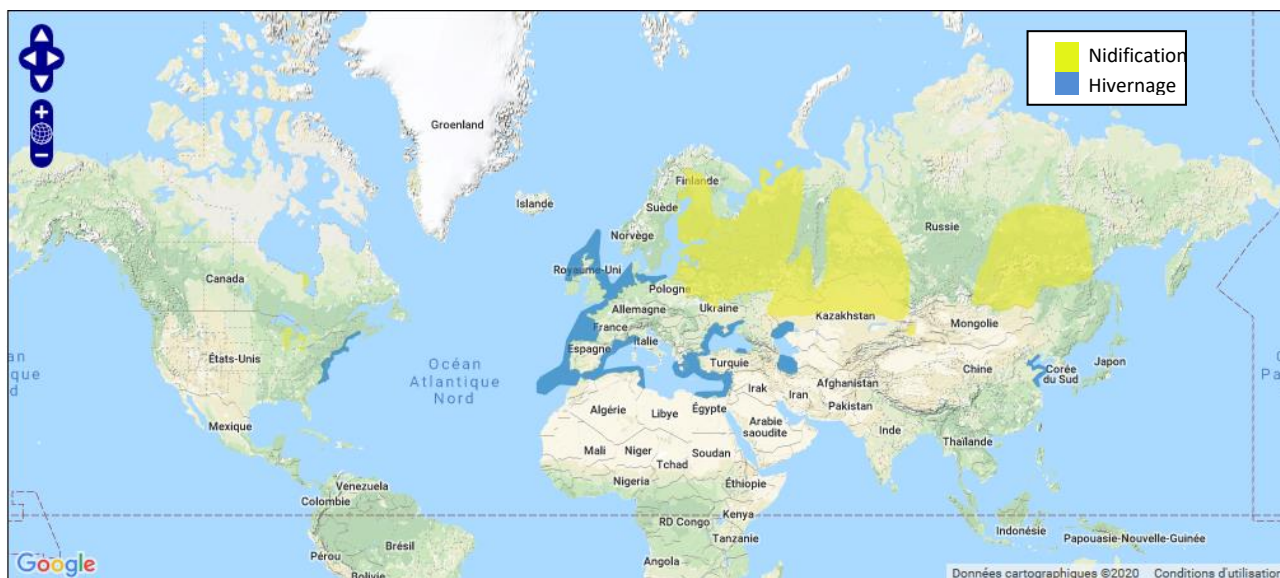 Nidification
Hivernage
+
−
Groenland
Islande
Finlande
Suède
Norvège
Russie
Royaume-Uni
Pologne
Allemagne
Ukraine
Kazakhstan
Mongolie
France
Italie
Espagne
Turquie
Canada
États-Unis
Océan
Atlantique
Nord
Océan
Mexique
Chine
Corée
du Sud
Japon
Irak
Iran
Afghanistan
Pakistan
Algérie
Libye
Égypte
Arabie
saoudite
Inde
Thaïlande
Mali
Niger
Tchad
Soudan
Nigeria
Éthiopie
Venezuela
Colombie
RD Congo
Kenya
Tanzanie
Indonésie
Papouasie-Nouvelle-Guinée
Pérou
Brésil
Bolivie
Angola
Google
Données cartographiques ©2020 Conditions d'utilisation